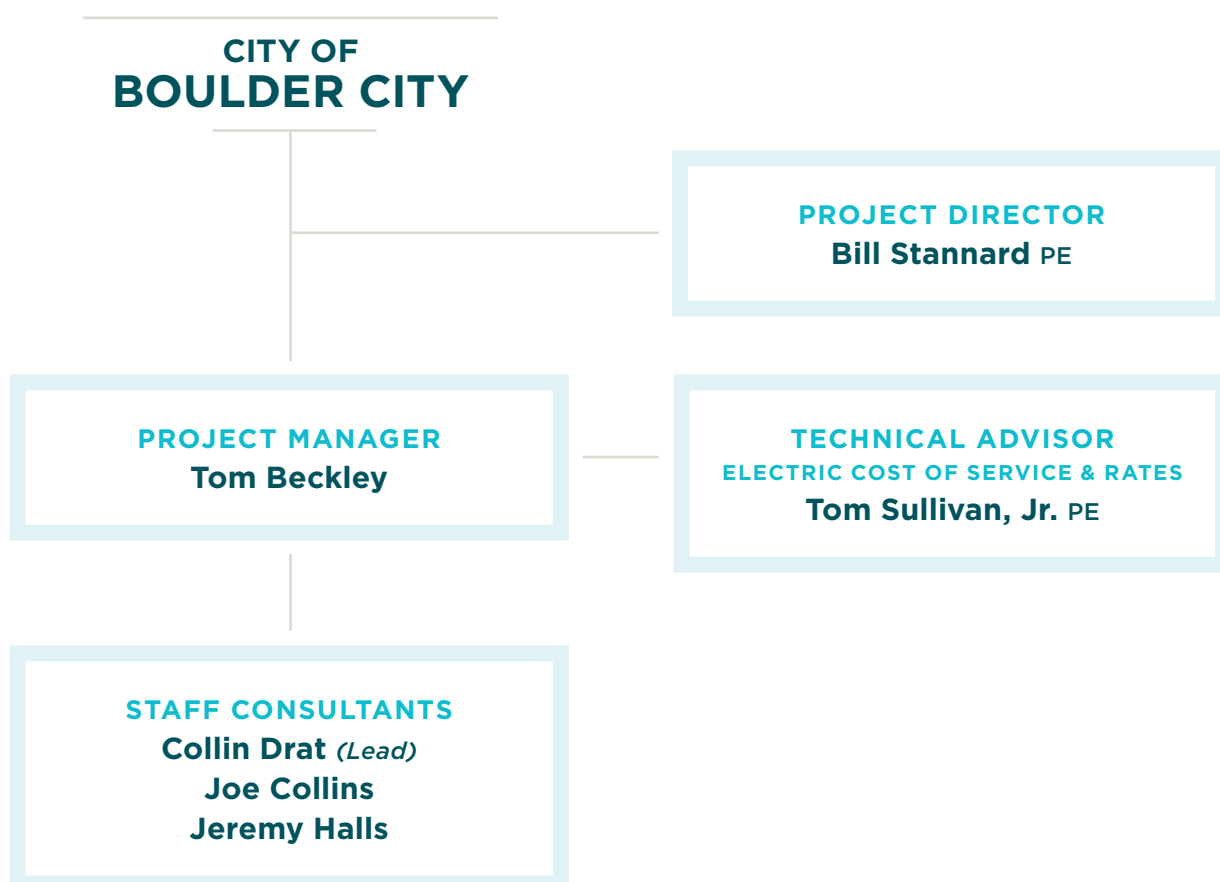 CITY OF
BOULDER CITY
PROJECT DIRECTOR
Bill Stannard PE
PROJECT MANAGER
Tom Beckley
TECHNICAL ADVISOR
ELECTRIC COST OF SERVICE & RATES
Tom Sullivan, Jr. PE
STAFF CONSULTANTS
Collin Drat (Lead)
Joe Collins
Jeremy Halls